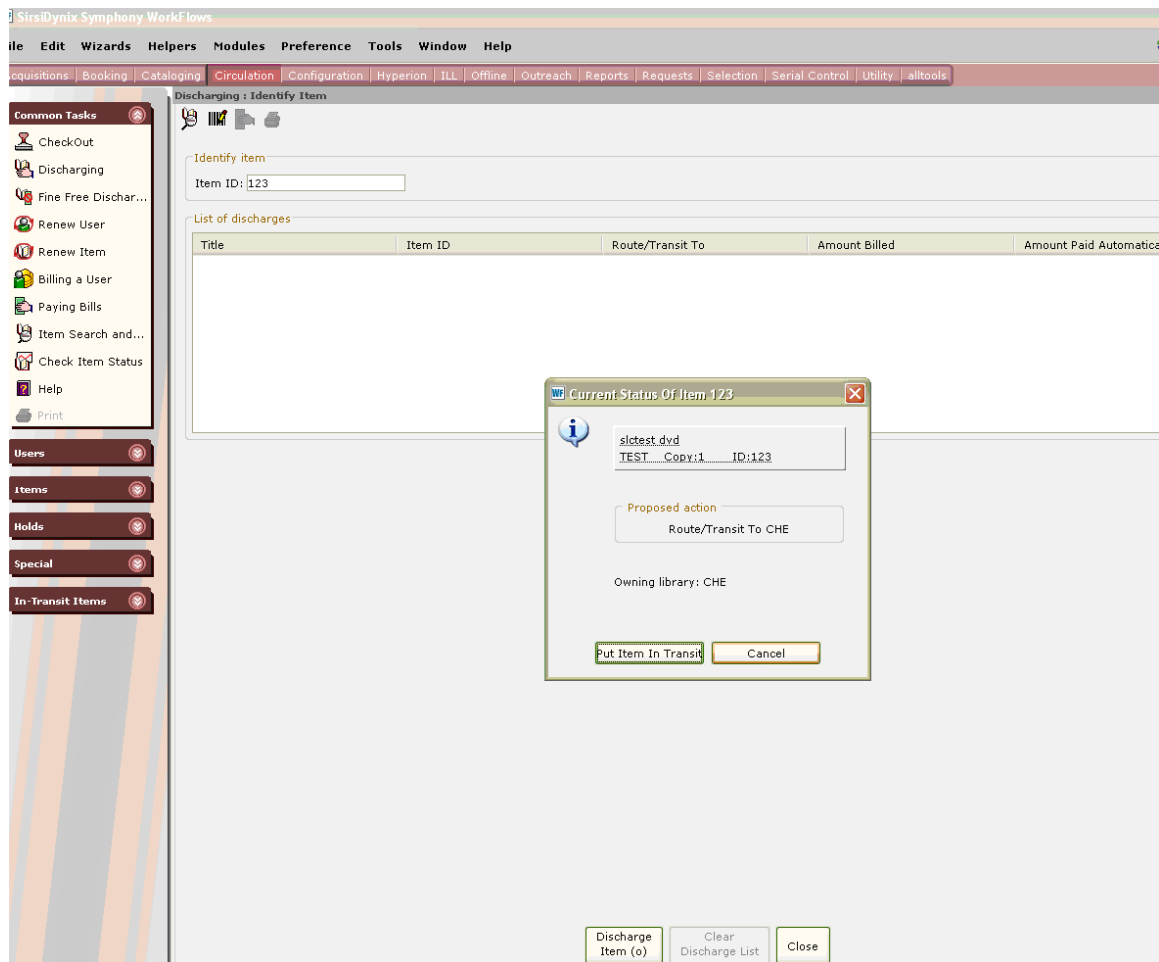 SirsiDynix Symphony WorkFlows
ile Edit Wizards Helpers Modules Preference Tools Window Help
cquisitions Booking Cataloging Circulation Configuration Hyperion ILL Offline Outreach Reports Requests Selection Serial Control Utility alltools
Discharging : Identify Item
Common Tasks
CheckOut
Discharging
Fine Free Dischar...
Renew User
Renew Item
Billing a User
Paying Bills
Item Search and...
Check Item Status
Help
Print
Users
Items
Holds
Special
In-Transit Items
Identify item
Item ID: 123
List of discharges
Title Item ID Route/Transit To Amount Billed Amount Paid Automatica
WF Current Status Of Item 123
slctest dvd
TEST Copy:1 ID:123
Proposed action
Route/Transit To CHE
Owning library: CHE
Put Item In Transit Cancel
Discharge Item (o)
Clear Discharge List
Close